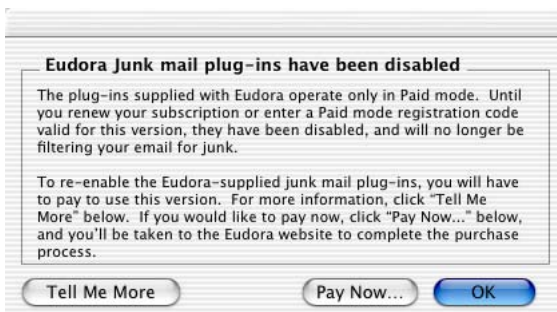 Eudora Junk mail plug-ins have been disabled
The plug-ins supplied with Eudora operate only in Paid mode.  Until
you renew your subscription or enter a Paid mode registration code
valid for this version, they have been disabled, and will no longer be
filtering your email for junk.
To re-enable the Eudora-supplied junk mail plug-ins, you will have
to pay to use this version.  For more information, click “Tell Me
More” below.  If you would like to pay now, click “Pay Now...” below,
and you’ll be taken to the Eudora website to complete the purchase
process.
Tell Me More
Pay Now...
OK